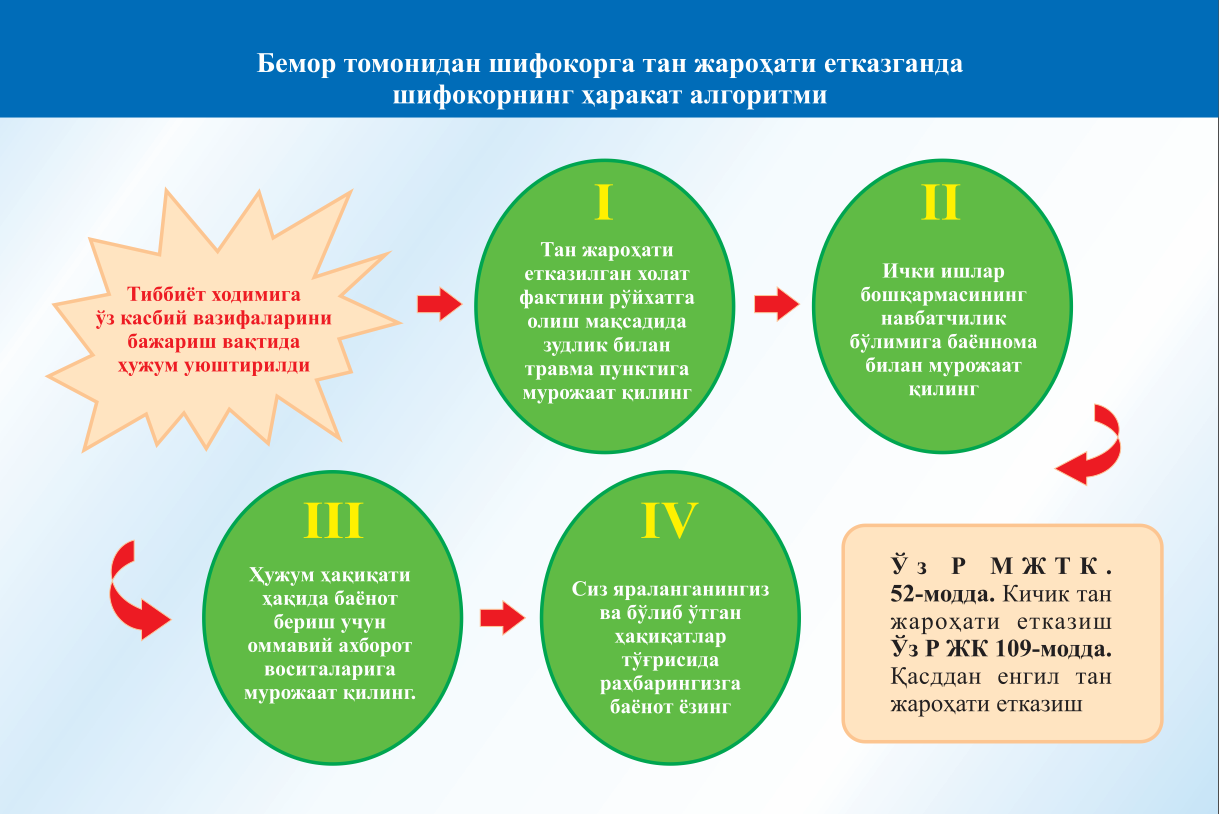 Бемор томонидан шифокорга тан жароҳати етказганда
шифокорнинг ҳаракат алгоритми
Тиббиёт ходимига
ўз касбий вазифаларини
бажариш вақтида
ҳужум уюштирилди
I
Тан жароҳати
етказилган холат
фактини рўйхатга
олиш мақсадида
зудлик билан
травма пунктига
мурожаат қилинг
II
Ички ишлар
бошқармасининг
навбатчилик
бўлимига баённома
билан мурожаат
қилинг
III
Ҳужум ҳақиқати
ҳақида баёнот
бериш учун
оммавий ахборот
воситаларига
мурожаат қилинг.
IV
Сиз яраланганингиз
ва бўлиб ўтган
ҳақиқатлар
тўғрисида
раҳбарингизга
баёнот ёзинг
Ўз Р МЖТК.
52-модда. Кичик тан
жароҳати етказиш
Ўз Р ЖК 109-модда.
Қасддан енгил тан
жароҳати етказиш